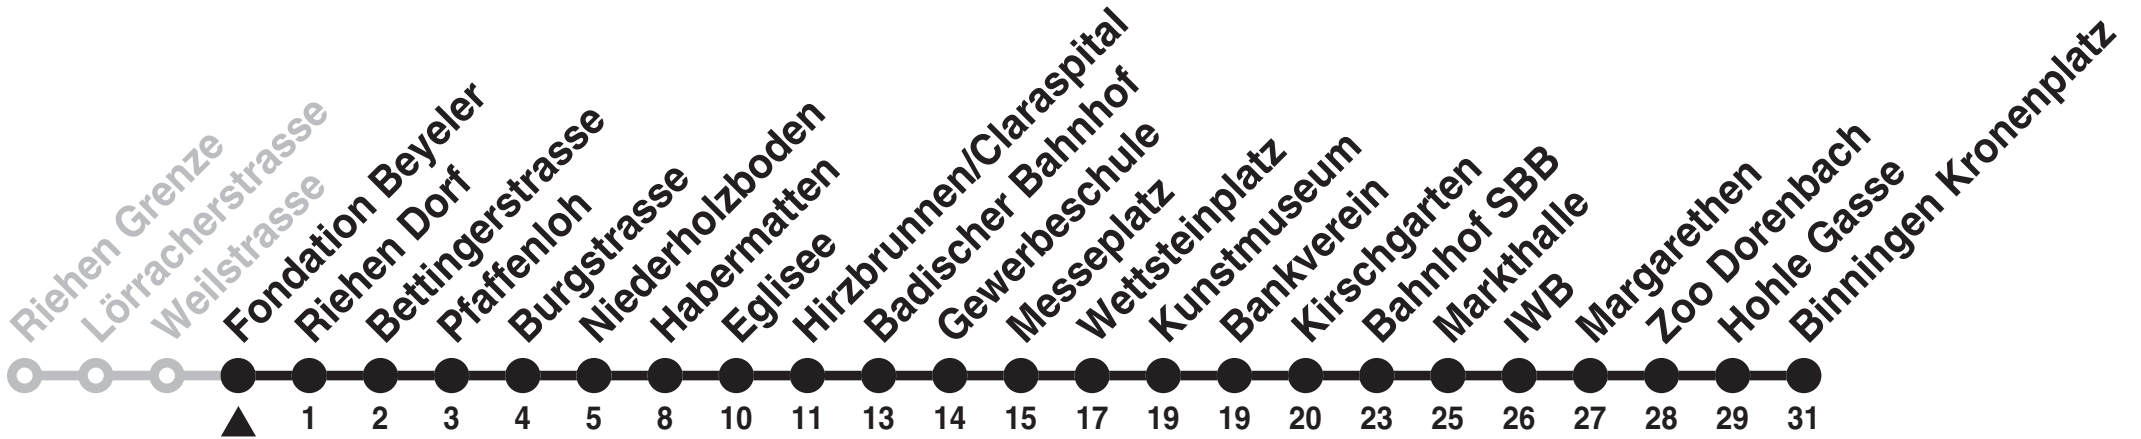 Riehen Grenze
Lörracherstrasse
Weilstrasse
Fondation Beyeler
Riehen Dorf
Bettingerstrasse
Pfaffenloh
Burgstrasse
Niederholzboden
Habermatten
Eglisee
Hirzbrunnen/Claraspital
Badischer Bahnhof
Gewerbeschule
Messeplatz
Wettsteinplatz
Kunstmuseum
Bankverein
Kirschgarten
Bahnhof SBB
Markthalle
IWB
Margarethen
Zoo Dorenbach
Hohle Gasse
Binningen Kronenplatz
1 2 3 4 5 8 10 11 13 14 15 17 19 19 20 23 25 26 27 28 29 31